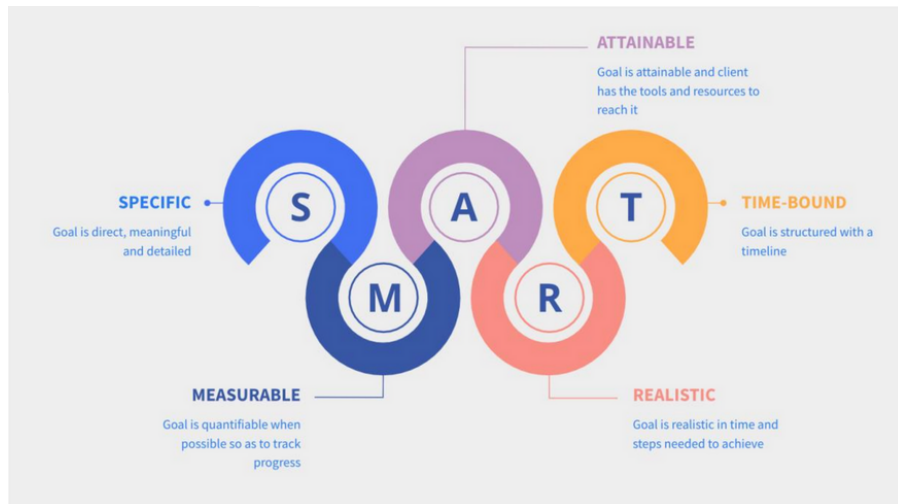 ATTAINABLE
Goal is attainable and client
has the tools and resources to
reach it
S
A
T
SPECIFIC
Goal is direct, meaningful
and detailed
TIME-BOUND
Goal is structured with a
timeline
M
R
MEASURABLE
Goal is quantifiable when
possible so as to track
progress
REALISTIC
Goal is realistic in time and
steps needed to achieve